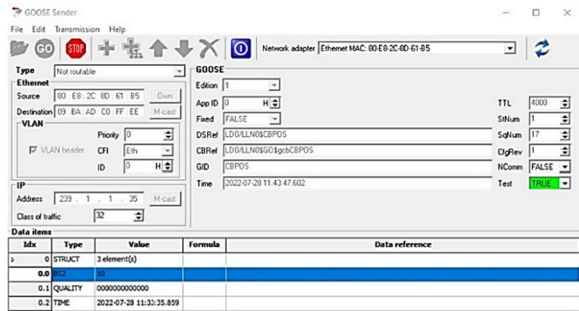 GOOSE Sender
File Edit Transmission Help
GO STOP Network adapter Ethernet MAC: 80-E8-2C-8D-61-B5
Type Not routable
Ethernet
Source 80 : E8 : 2C : 8D : 61 : B5 Own
Destination 09 : BA : AD : C0 : FF : EE M-cast
VLAN
Priority 0
VLAN header CFI Eth
ID 0 H
IP
Address 239 . 1 . 1 . 35 M-cast
Class of traffic 32
GOOSE
Edition 1
App ID 0 H TTL 4000
Fixed FALSE StNum 1
DSRef LD0/LLN0$CBPOS SqNum 17
CBRef LD0/LLN0$GO$gcbCBPOS CfgRev 1
GID CBPOS NComm FALSE
Time 2022-07-28 11:43:47.602 Test TRUE
Data items
Idx Type Value Formula Data reference
0 STRUCT 3 element(s)
0.0 BS2 10
0.1 QUALITY 0000000000000
0.2 TIME 2022-07-28 11:33:35.859